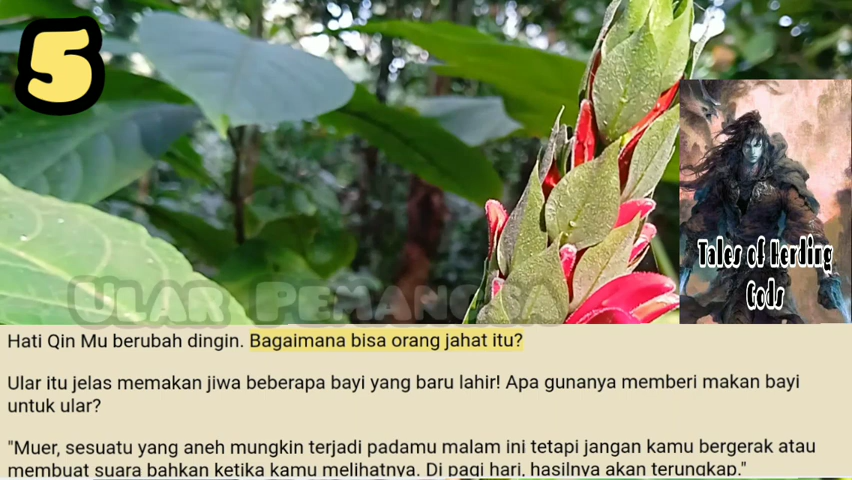 5
Tales of Herding
Gods
Ular Pemangsa
Hati Qin Mu berubah dingin. Bagaimana bisa orang jahat itu?
Ular itu jelas memakan jiwa beberapa bayi yang baru lahir! Apa gunanya memberi makan bayi
untuk ular?
"Muer, sesuatu yang aneh mungkin terjadi padamu malam ini tetapi jangan kamu bergerak atau
membuat suara bahkan ketika kamu melihatnya. Di pagi hari, hasilnya akan terungkap."